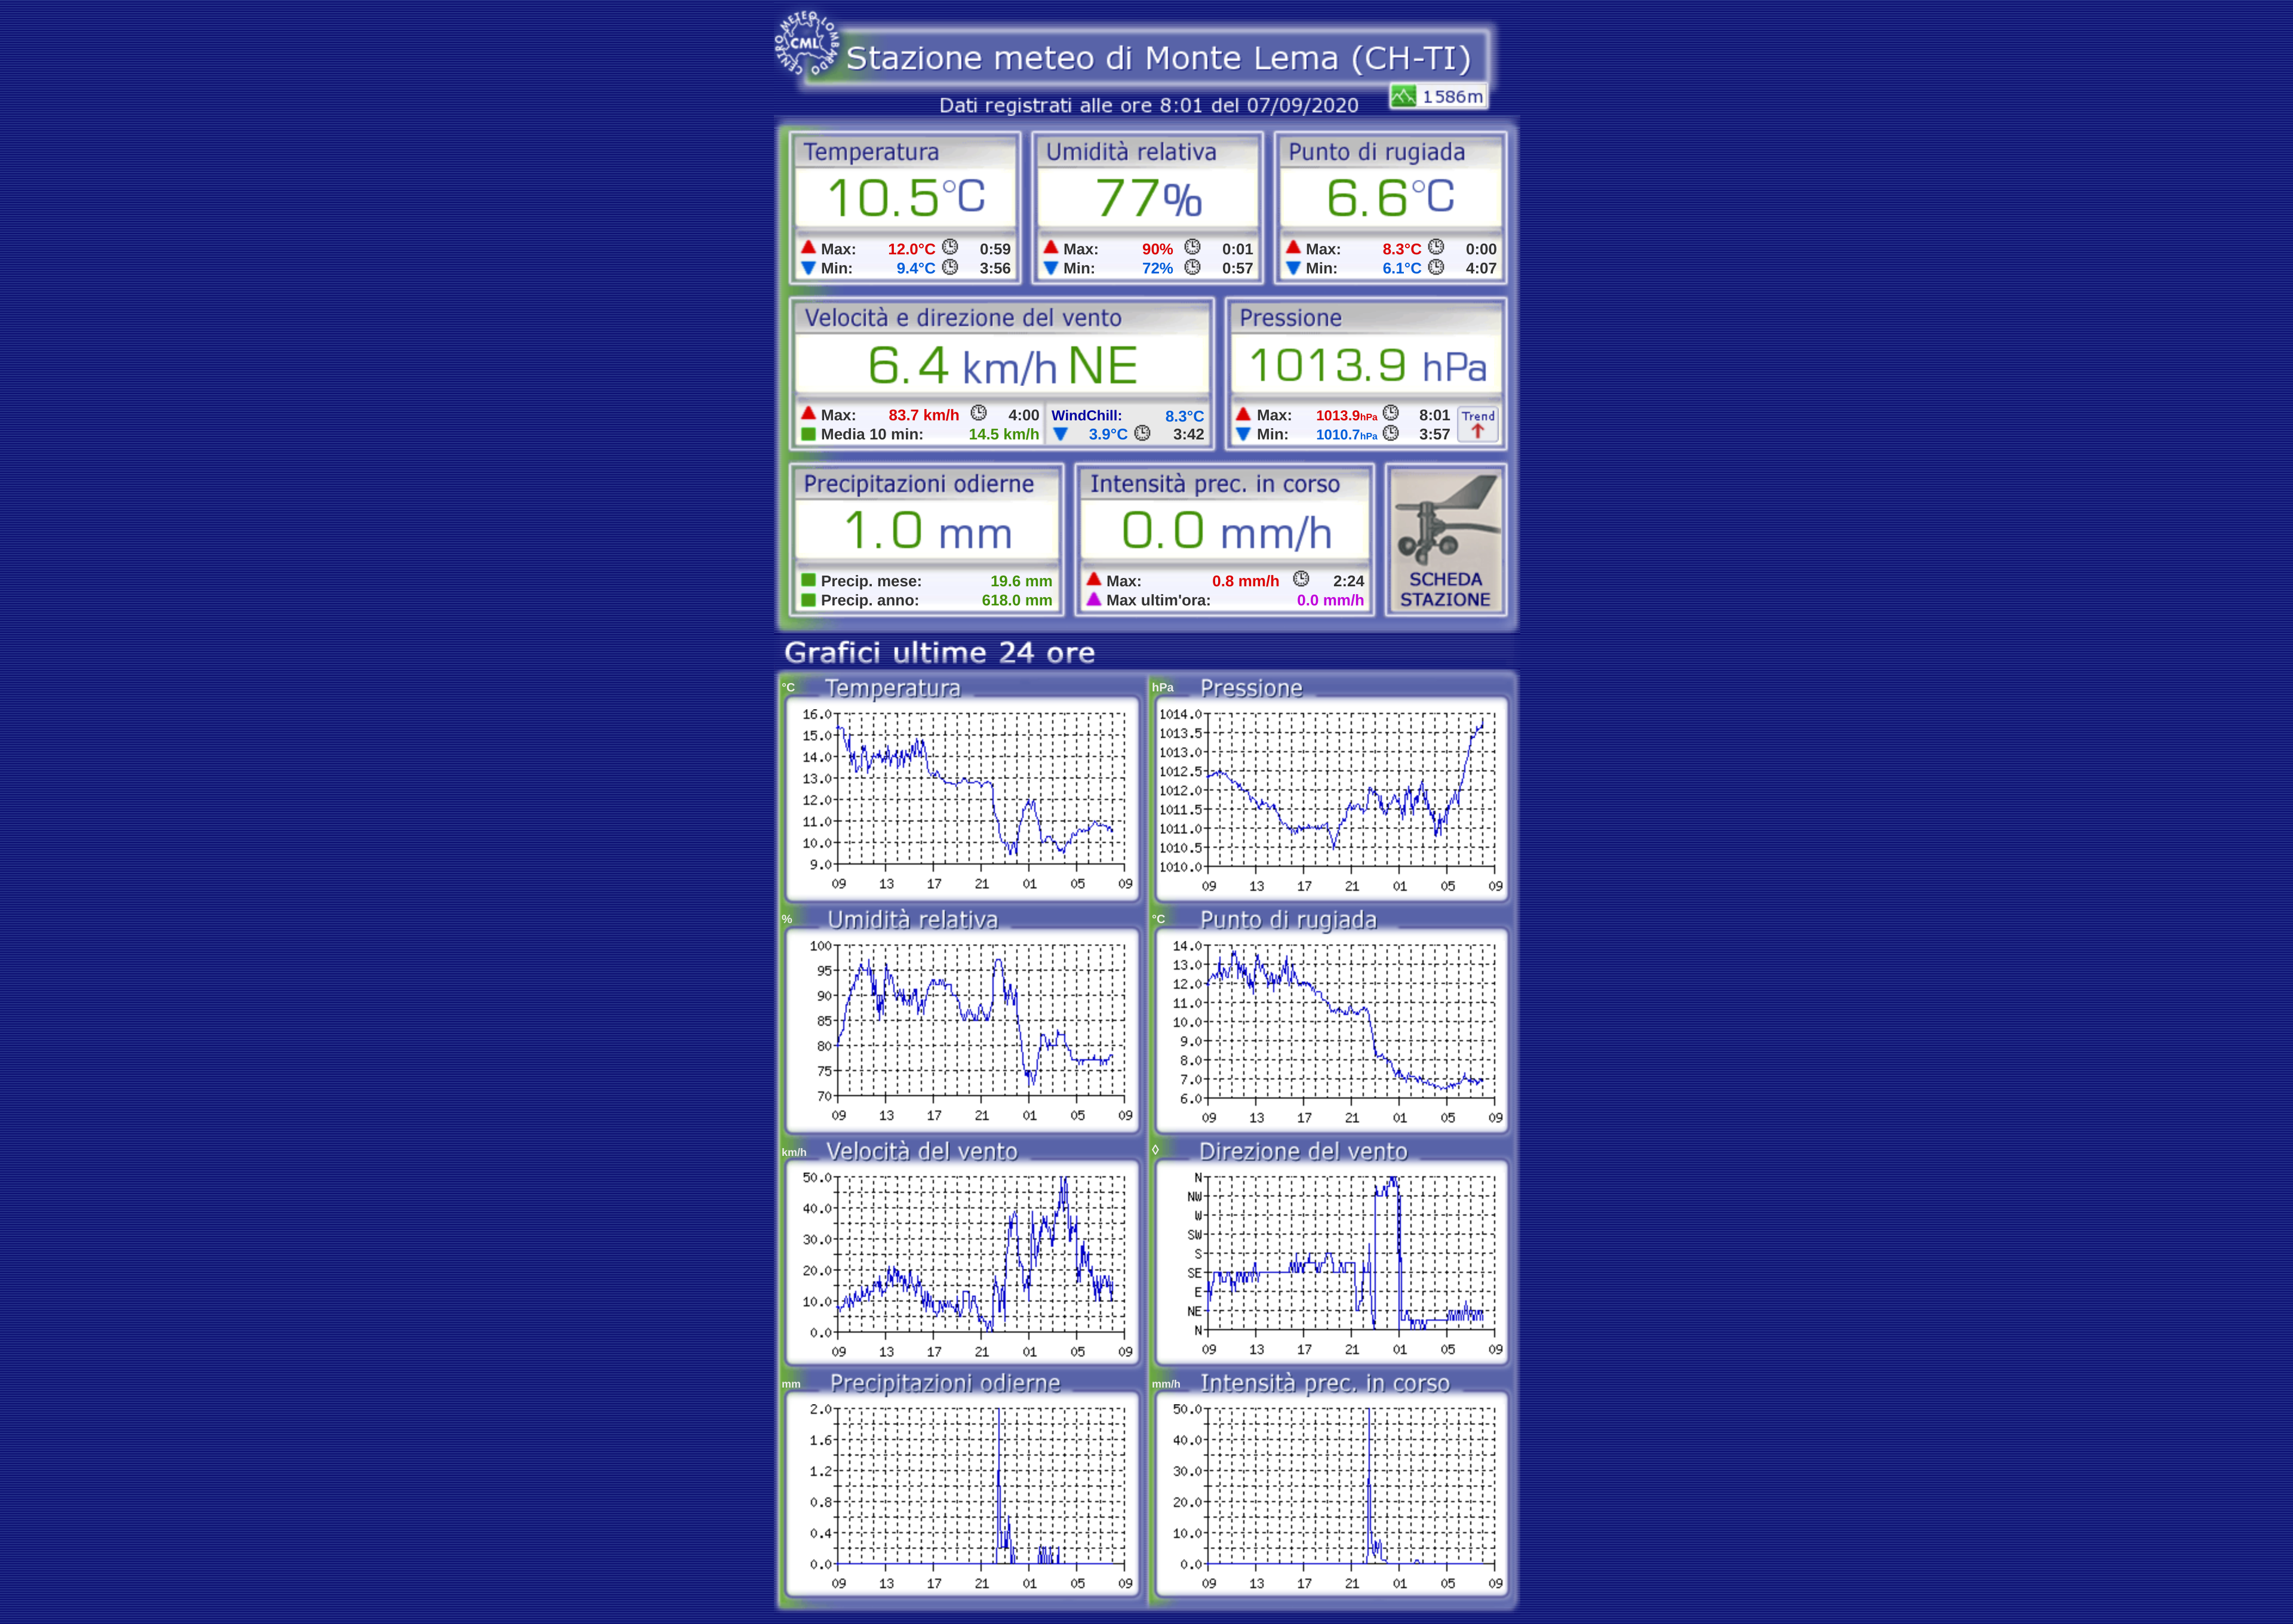 CENTRO METEO LOMBARDO
CML
Stazione meteo di Monte Lema (CH-TI)
1586m
Dati registrati alle ore 8:01 del 07/09/2020
Temperatura
10.5°C
Max: 12.0°C 0:59
Min: 9.4°C 3:56
Umidità relativa
77%
Max: 90% 0:01
Min: 72% 0:57
Punto di rugiada
6.6°C
Max: 8.3°C 0:00
Min: 6.1°C 4:07
Velocità e direzione del vento
6.4 km/h NE
Max: 83.7 km/h 4:00
Media 10 min: 14.5 km/h
WindChill: 8.3°C
3.9°C 3:42
Pressione
1013.9 hPa
Max: 1013.9hPa 8:01
Min: 1010.7hPa 3:57
Trend
Precipitazioni odierne
1.0 mm
Precip. mese: 19.6 mm
Precip. anno: 618.0 mm
Intensità prec. in corso
0.0 mm/h
Max: 0.8 mm/h 2:24
Max ultim'ora: 0.0 mm/h
SCHEDA
STAZIONE
Grafici ultime 24 ore
°C Temperatura
16.0
15.0
14.0
13.0
12.0
11.0
10.0
9.0
09 13 17 21 01 05 09
hPa Pressione
1014.0
1013.5
1013.0
1012.5
1012.0
1011.5
1011.0
1010.5
1010.0
09 13 17 21 01 05 09
% Umidità relativa
100
95
90
85
80
75
70
09 13 17 21 01 05 09
°C Punto di rugiada
14.0
13.0
12.0
11.0
10.0
9.0
8.0
7.0
6.0
09 13 17 21 01 05 09
km/h Velocità del vento
50.0
40.0
30.0
20.0
10.0
0.0
09 13 17 21 01 05 09
◊ Direzione del vento
N
NW
W
SW
S
SE
E
NE
N
09 13 17 21 01 05 09
mm Precipitazioni odierne
2.0
1.6
1.2
0.8
0.4
0.0
09 13 17 21 01 05 09
mm/h Intensità prec. in corso
50.0
40.0
30.0
20.0
10.0
0.0
09 13 17 21 01 05 09